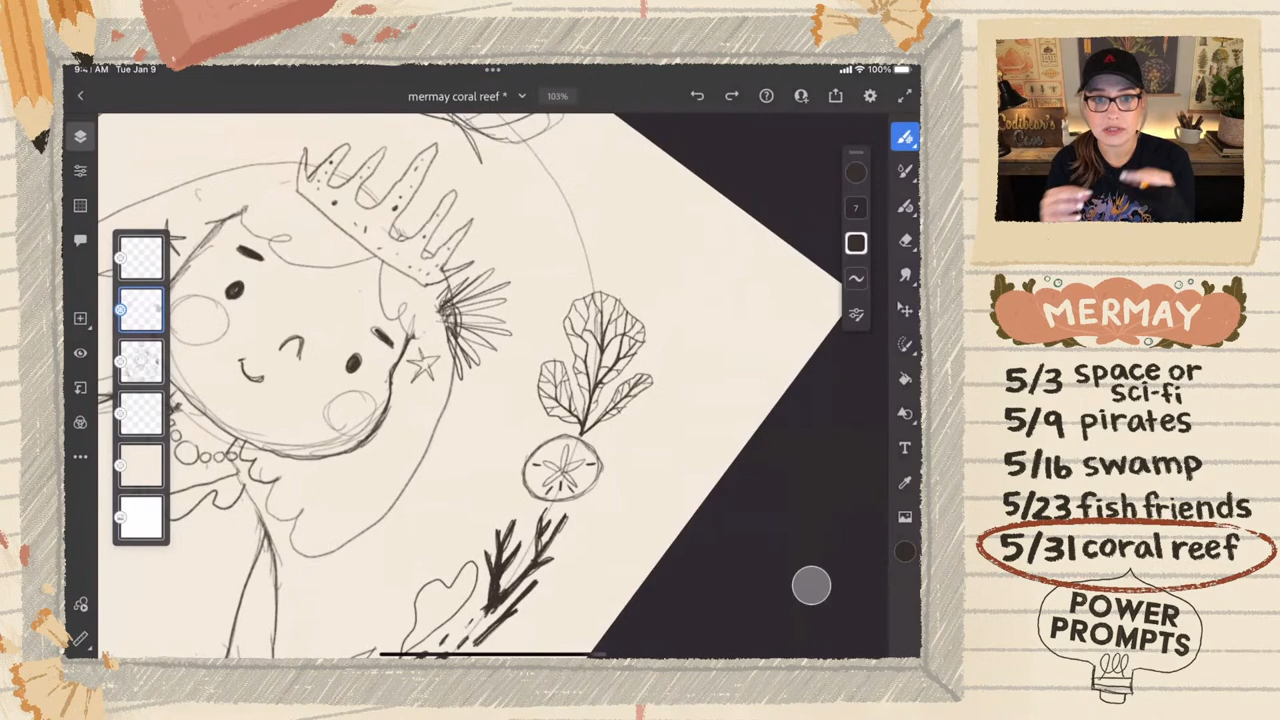 9:41 AM Tue Jan 9
100%
mermay coral reef *
103%
7
T
A
MERMAY
5/3 space or
sci-fi
5/9 pirates
5/16 swamp
5/23 fish friends
5/31 coral reef
POWER
PROMPTS